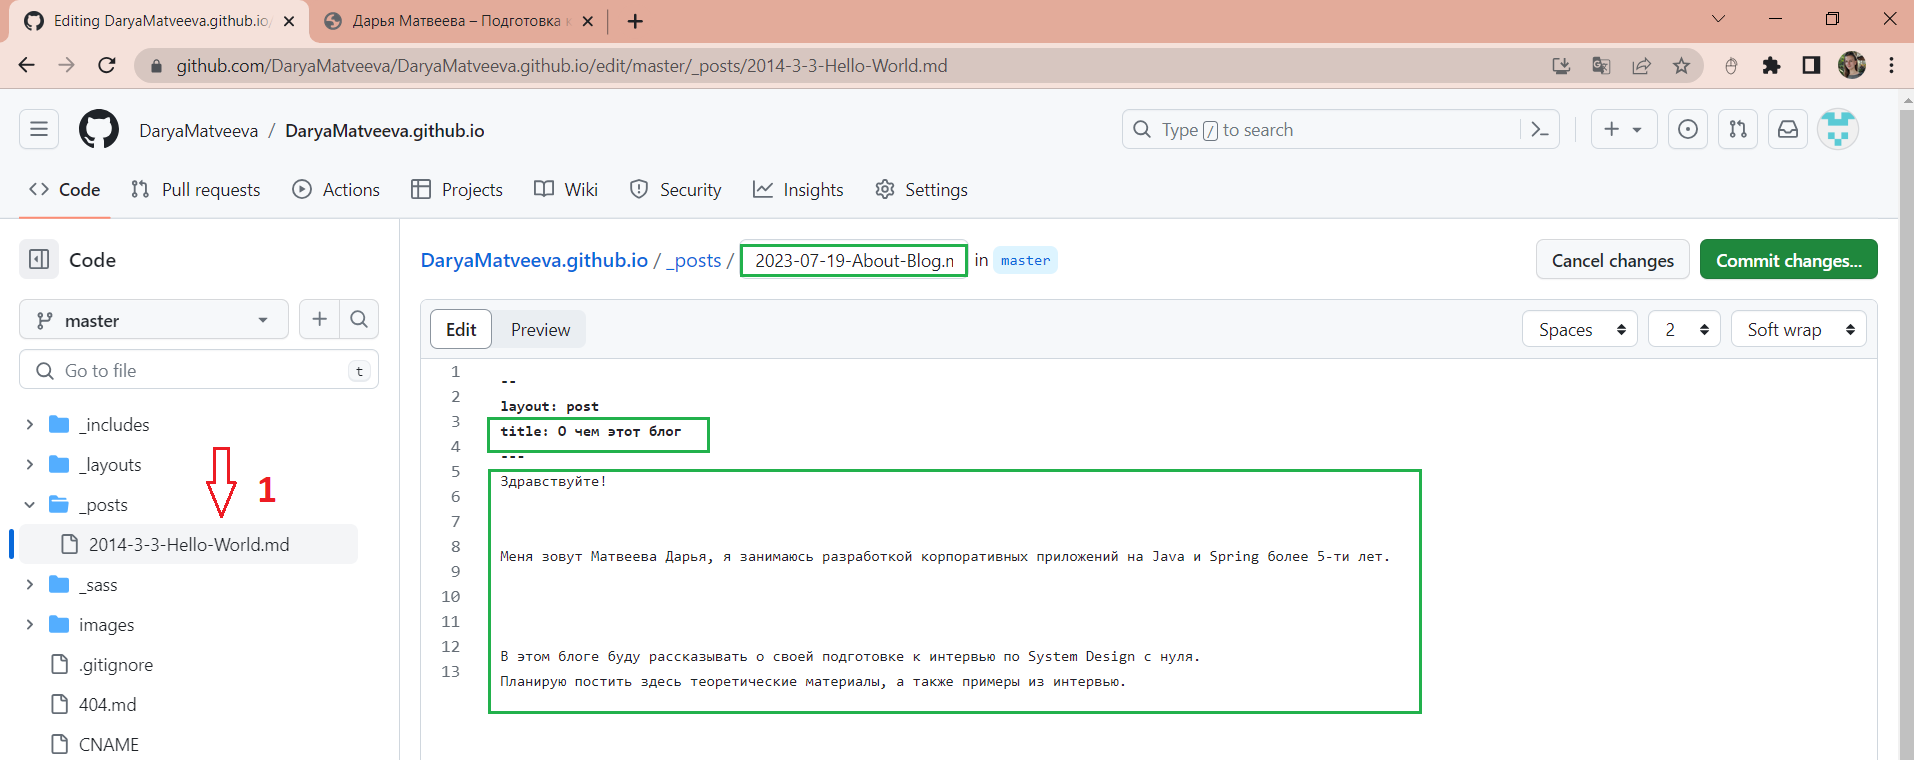 Editing DaryaMatveeva.github.io/
Дарья Матвеева – Подготовка к
github.com/DaryaMatveeva/DaryaMatveeva.github.io/edit/master/_posts/2014-3-3-Hello-World.md
DaryaMatveeva / DaryaMatveeva.github.io
Type / to search
Code
Pull requests
Actions
Projects
Wiki
Security
Insights
Settings
Code
master
Go to file
t
_includes
_layouts
1
_posts
2014-3-3-Hello-World.md
_sass
images
.gitignore
404.md
CNAME
DaryaMatveeva.github.io / _posts / 2023-07-19-About-Blog.m in master
Cancel changes
Commit changes...
Edit
Preview
Spaces
2
Soft wrap
1
2
3
4
5
6
7
8
9
10
11
12
13
--
layout: post
title: О чем этот блог
---
Здравствуйте!
Меня зовут Матвеева Дарья, я занимаюсь разработкой корпоративных приложений на Java и Spring более 5-ти лет.
В этом блоге буду рассказывать о своей подготовке к интервью по System Design с нуля.
Планирую постить здесь теоретические материалы, а также примеры из интервью.